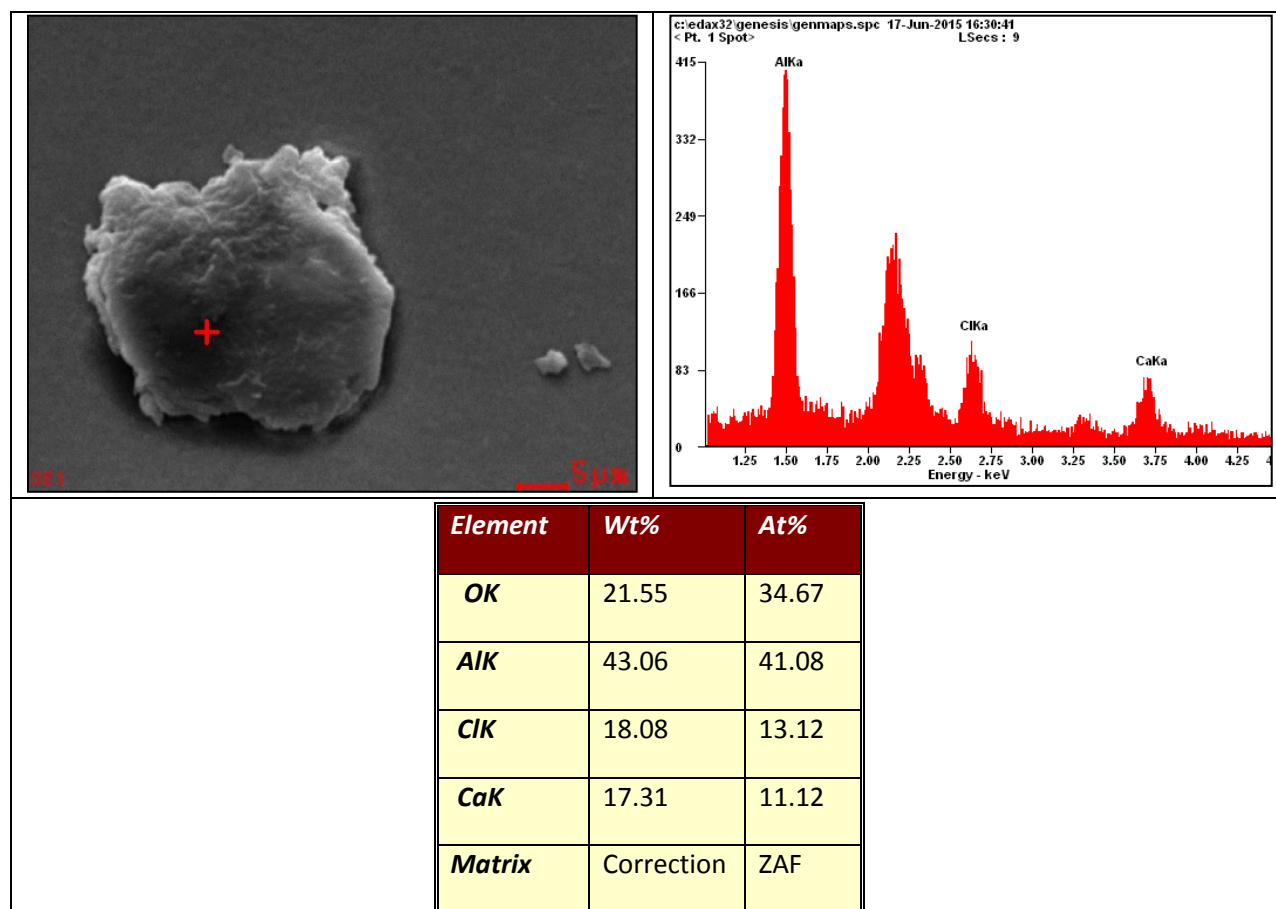 SE1
5µm
c:\edax32\genesis\genmaps.spc 17-Jun-2015 16:30:41
< Pt. 1 Spot> LSecs : 9
415
332
249
166
83
0
AlKa
ClKa
CaKa
1.25 1.50 1.75 2.00 2.25 2.50 2.75 3.00 3.25 3.50 3.75 4.00 4.25 4
Energy - keV
Element Wt% At%
OK 21.55 34.67
AlK 43.06 41.08
ClK 18.08 13.12
CaK 17.31 11.12
Matrix Correction ZAF